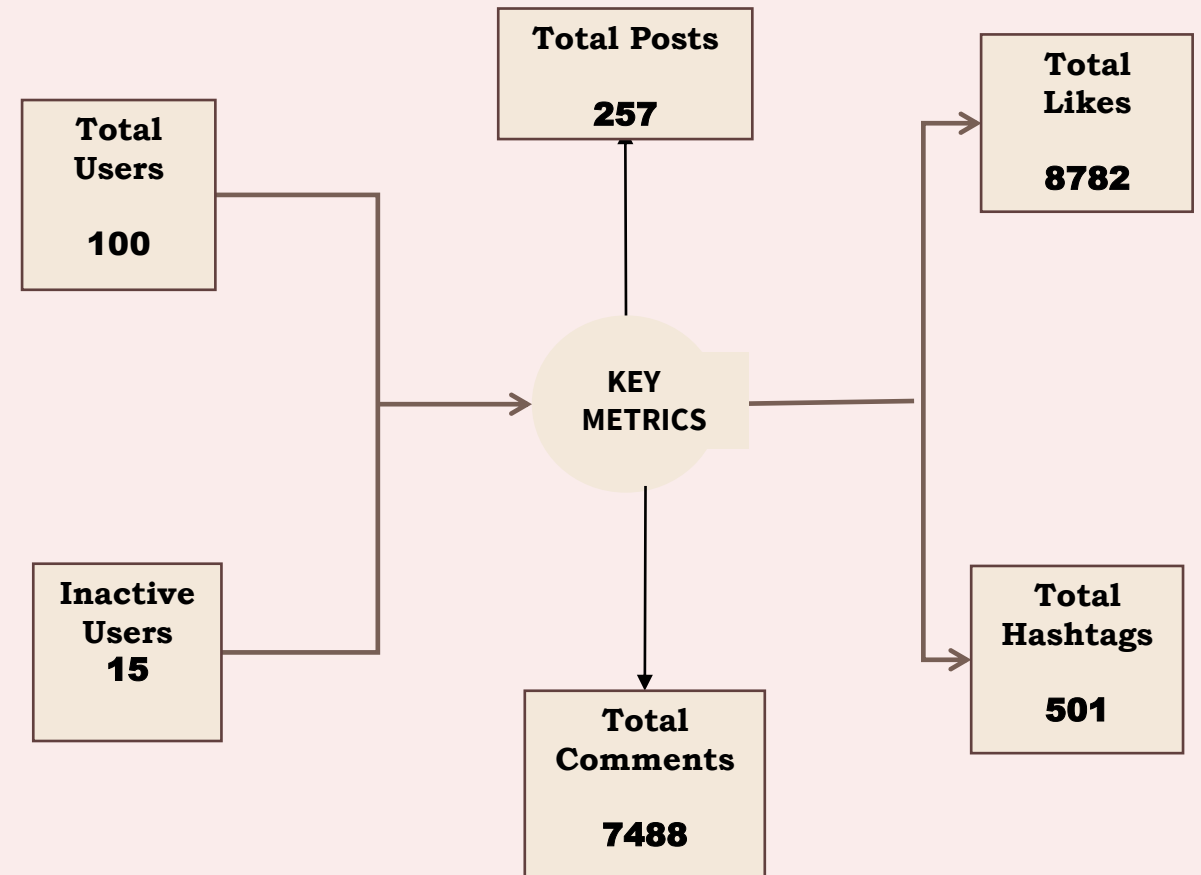 Total Posts
257
Total
Likes
8782
Total
Users
100
KEY
METRICS
Inactive
Users
15
Total
Hashtags
501
Total
Comments
7488